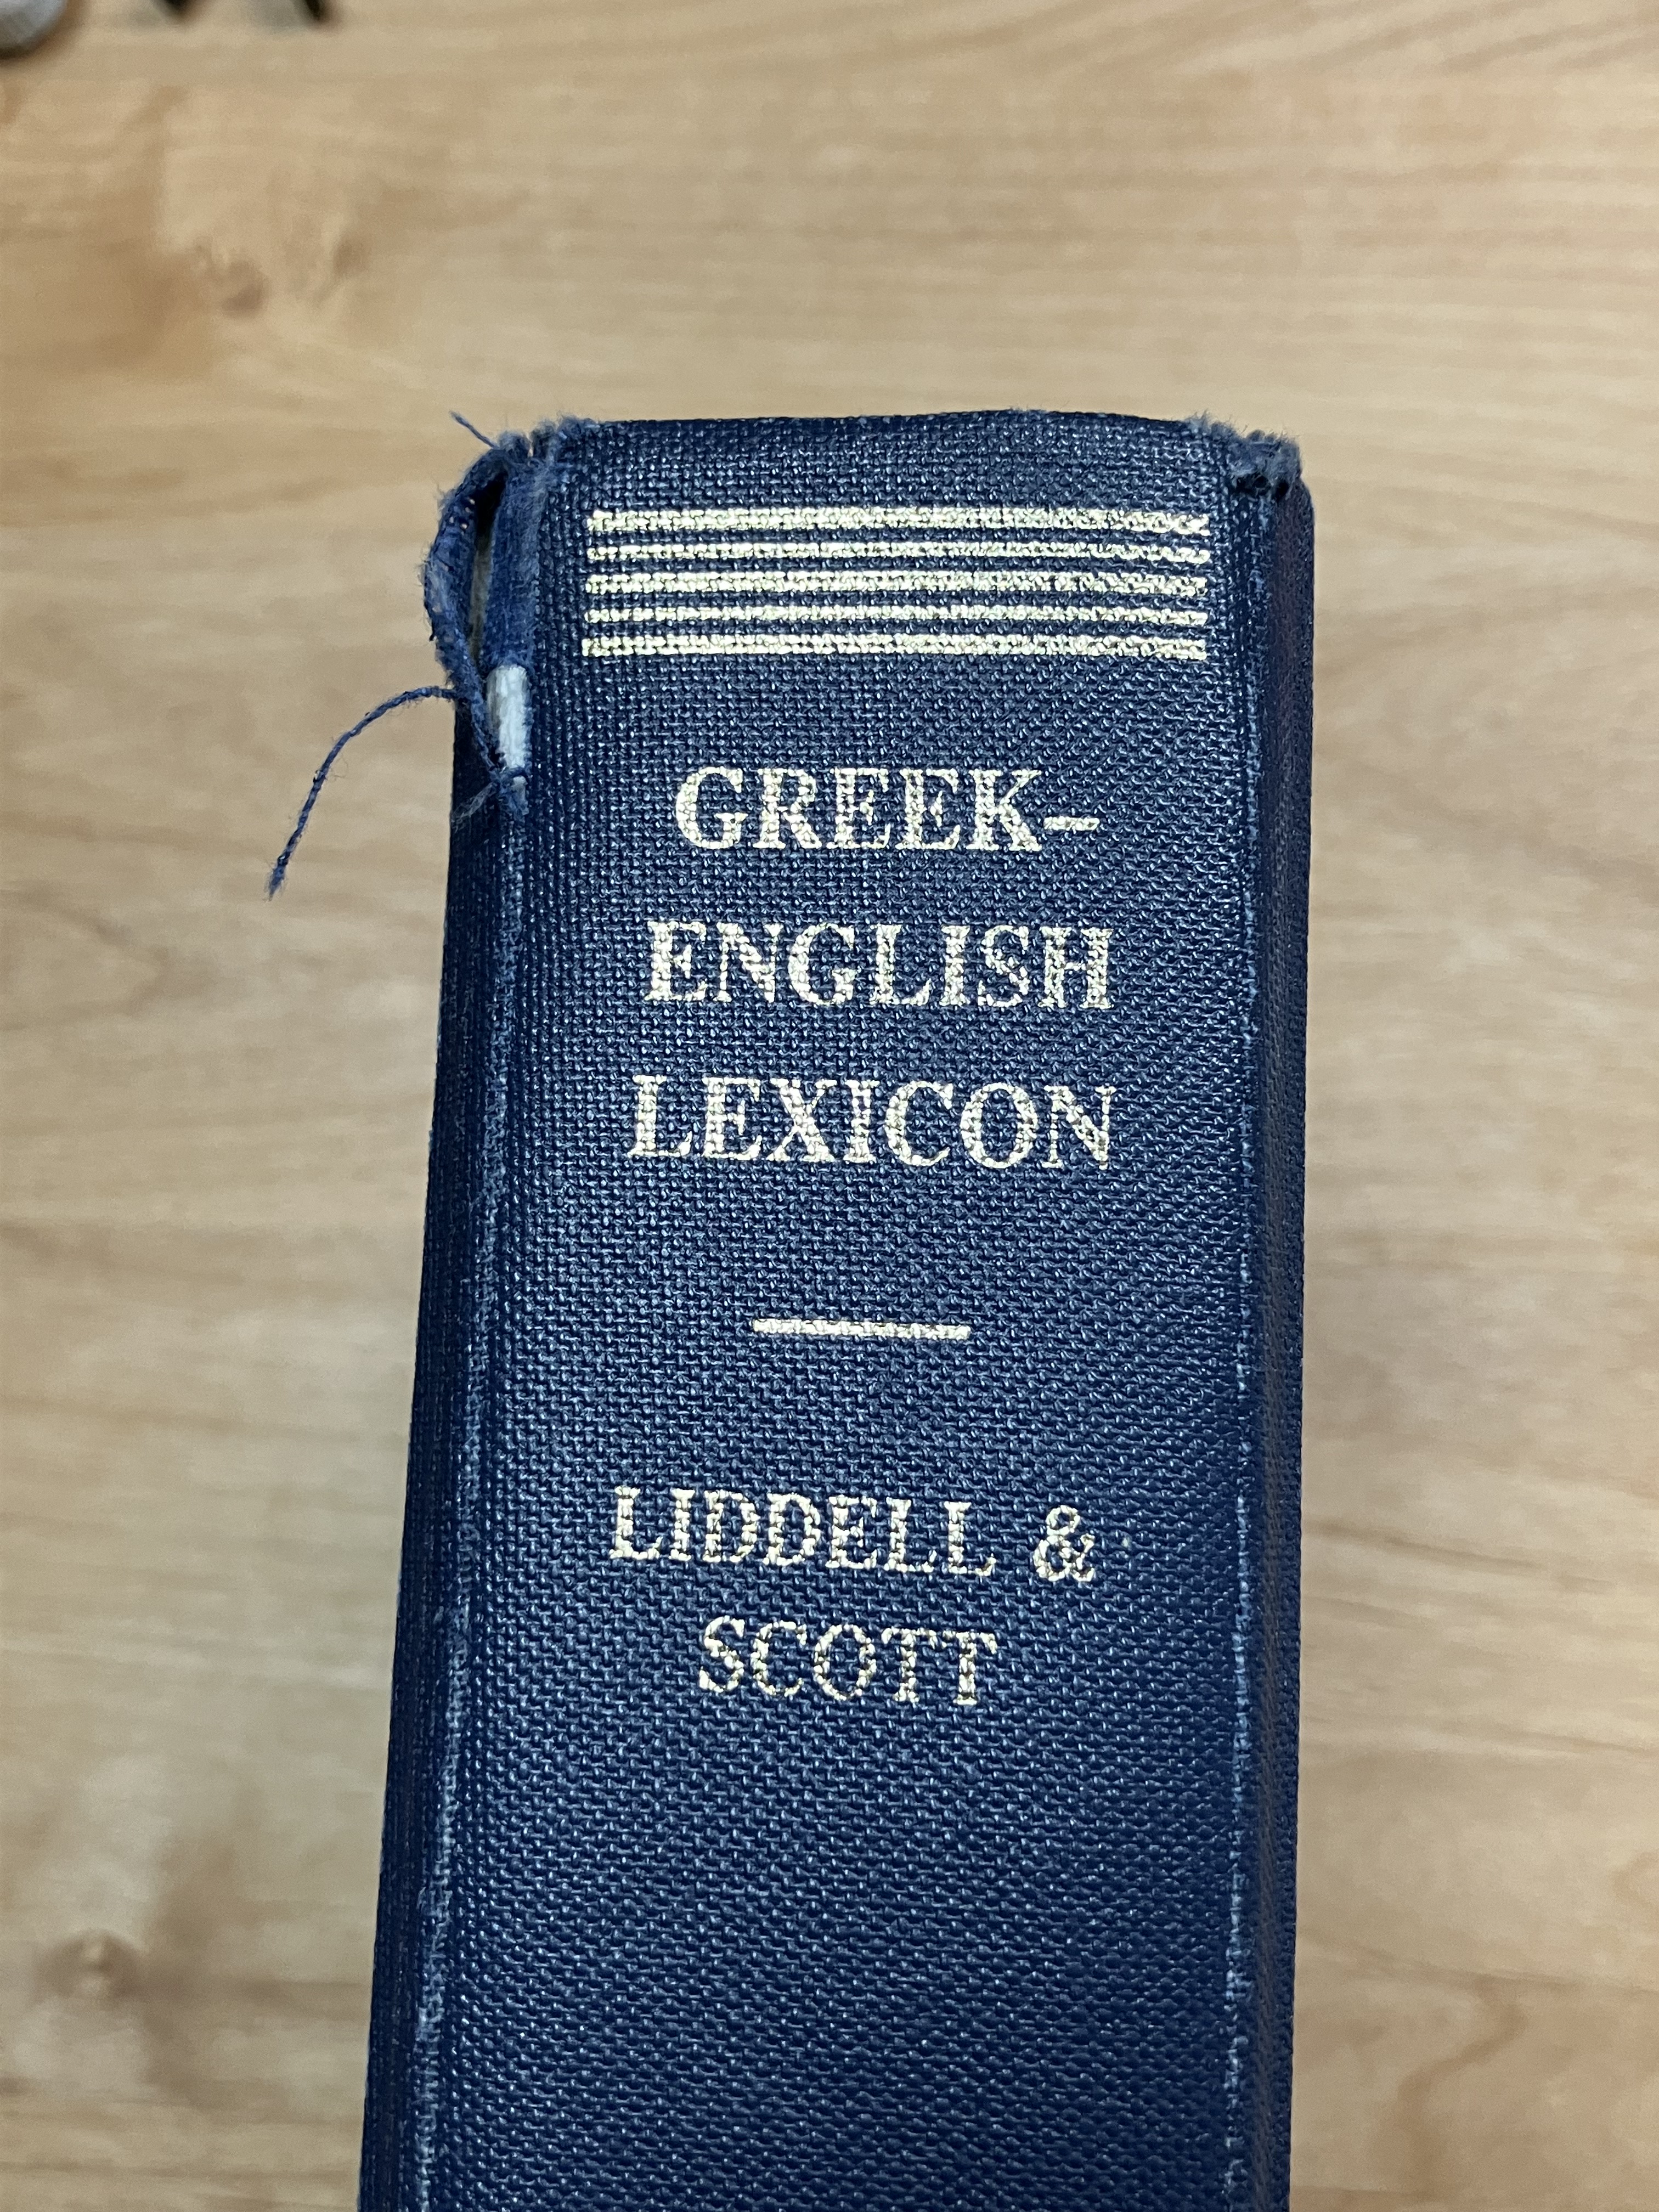 GREEK-
ENGLISH
LEXICON
LIDDELL &
SCOTT